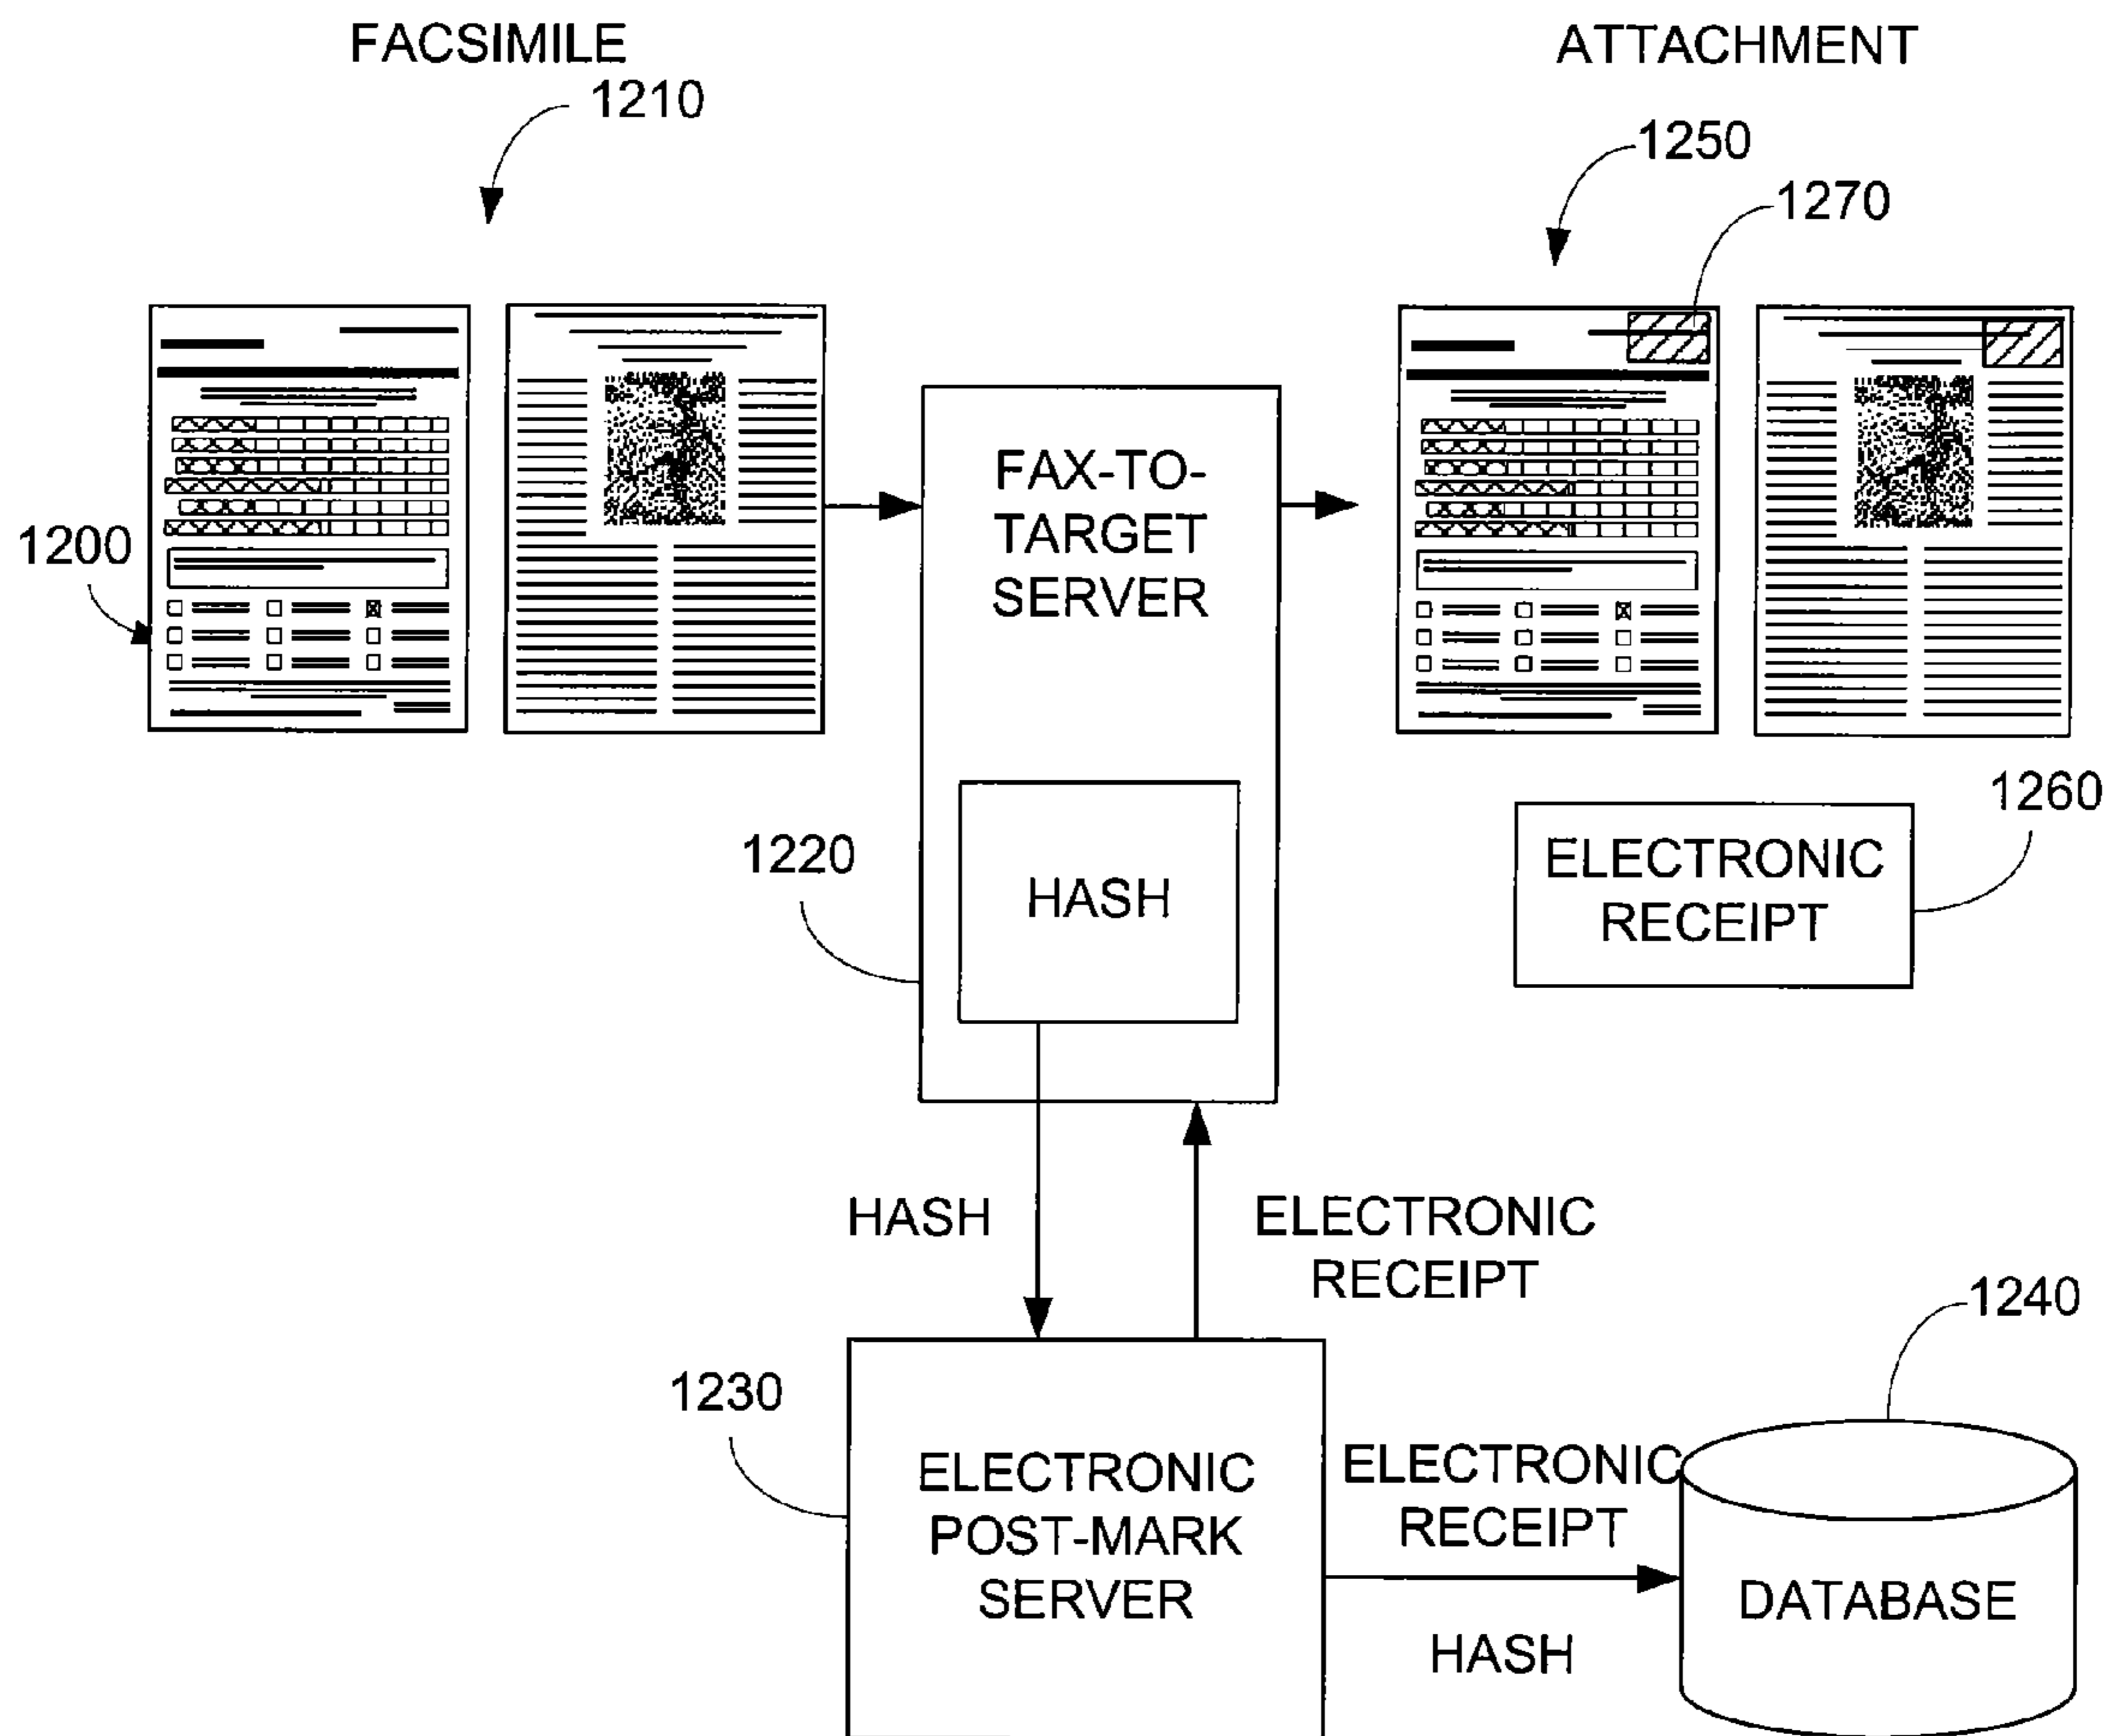 FACSIMILE
1210
ATTACHMENT
1250
1270
1200
FAX-TO-
TARGET
SERVER
1220
HASH
1260
ELECTRONIC
RECEIPT
HASH
ELECTRONIC
RECEIPT
1240
1230
ELECTRONIC
POST-MARK
SERVER
ELECTRONIC
RECEIPT
HASH
DATABASE